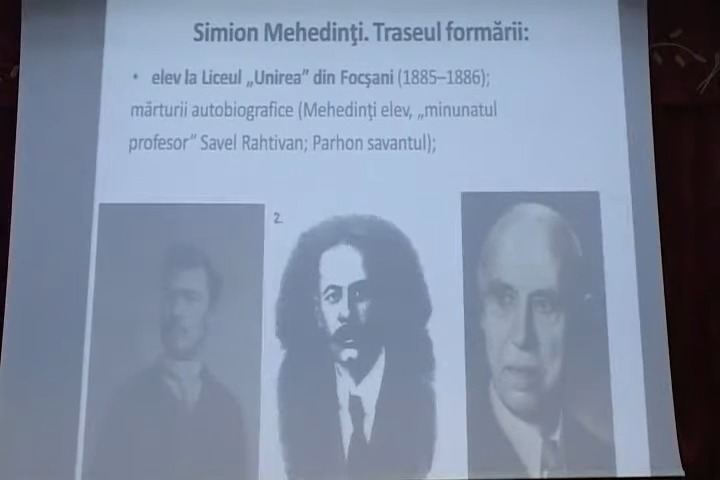 Simion Mehedinţi. Traseul formării:
• elev la Liceul „Unirea” din Focşani (1885–1886);
mărturii autobiografice (Mehedinţi elev, „minunatul
profesor“ Savel Rahtivan; Parhon savantul);
2.